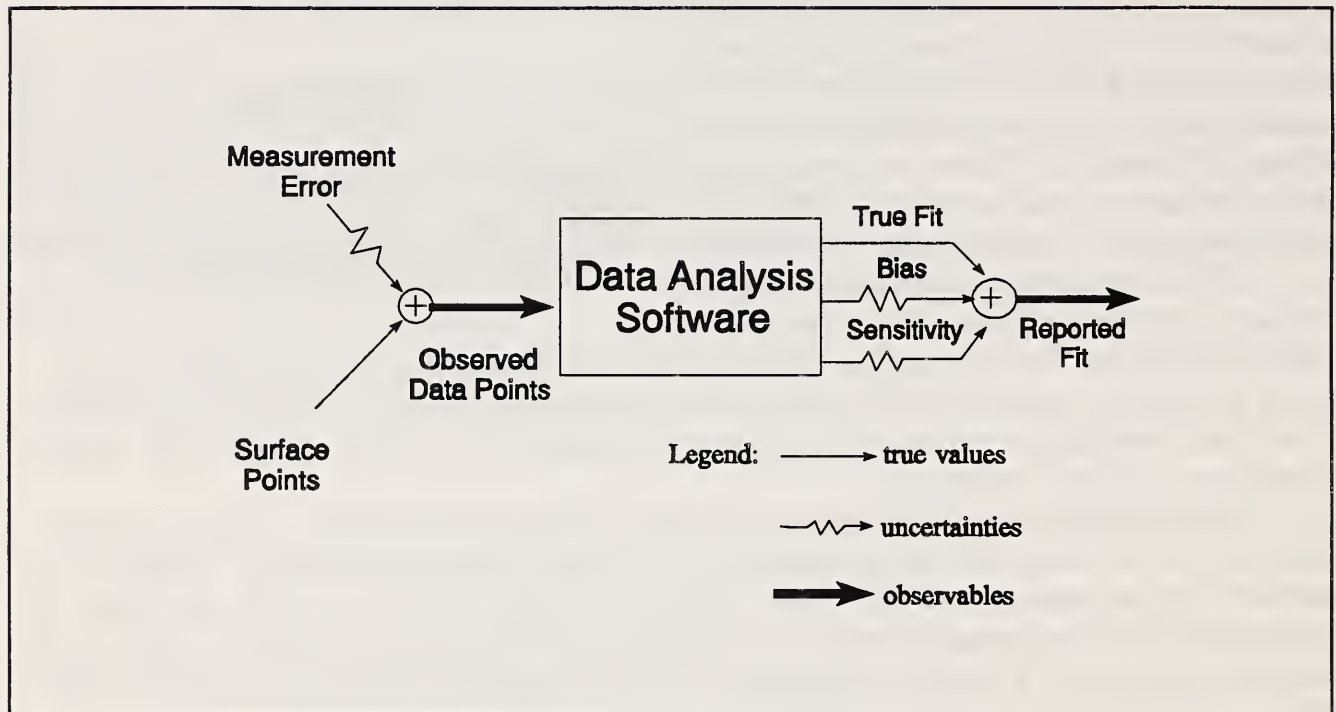 Measurement
Error
Surface
Points
+
Observed
Data Points
Data Analysis
Software
True Fit
Bias
Sensitivity
+
Reported
Fit
Legend: true values
uncertainties
observables